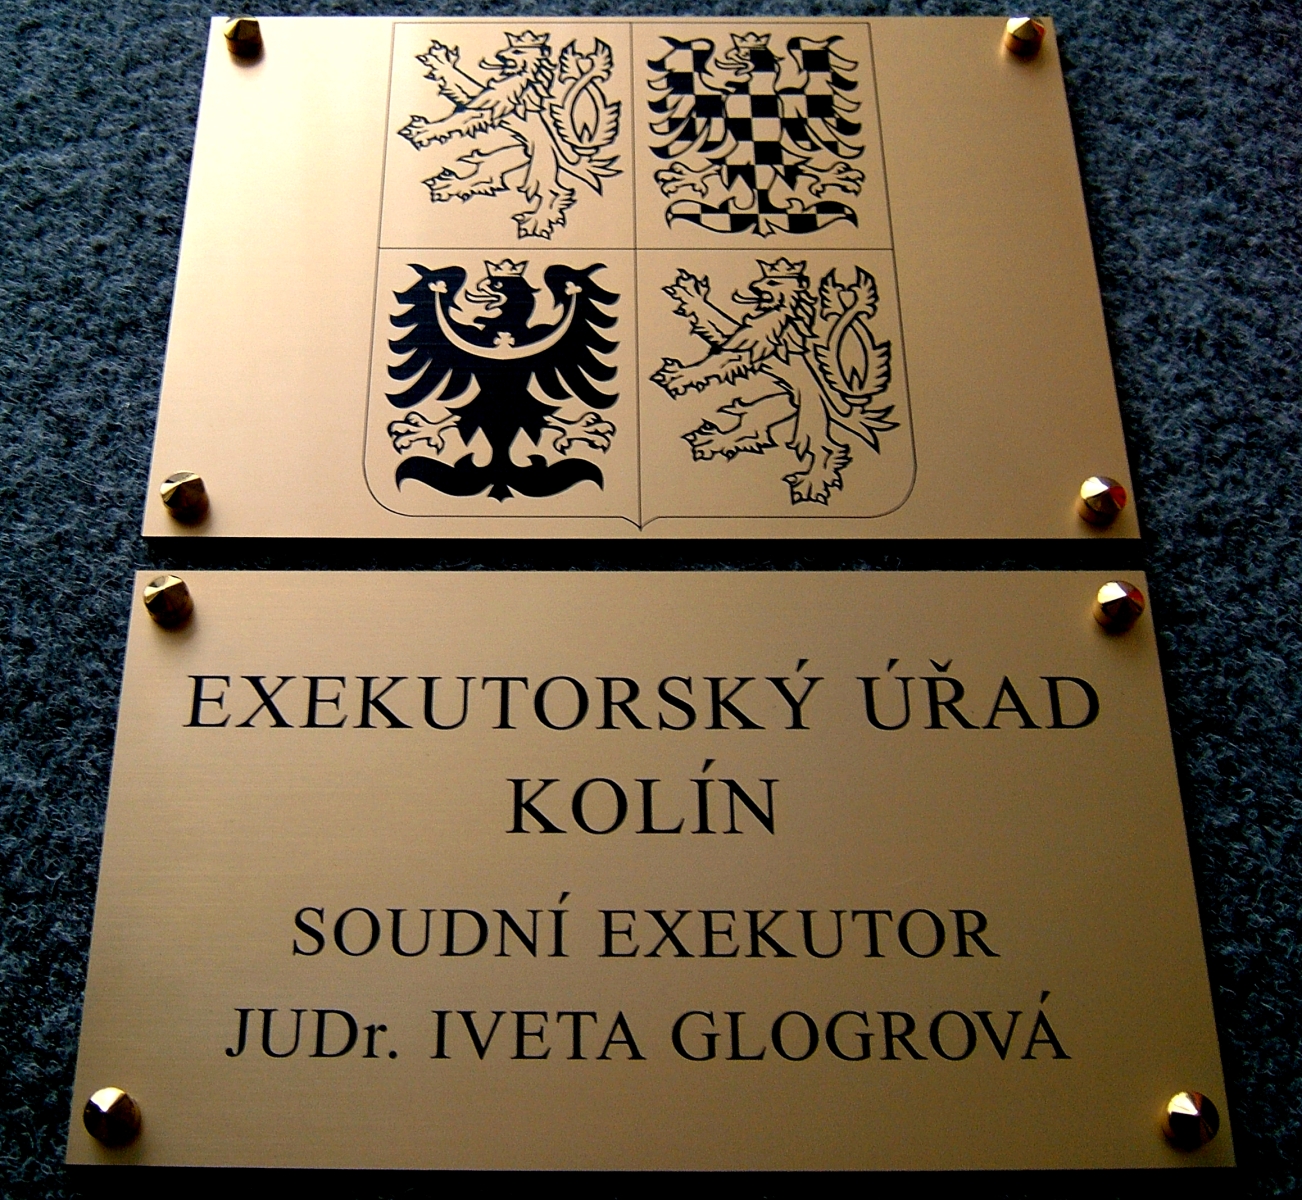 EXEKUTORSKÝ ÚŘAD
KOLÍN
SOUDNÍ EXEKUTOR
JUDr. IVETA GLOGROVÁ